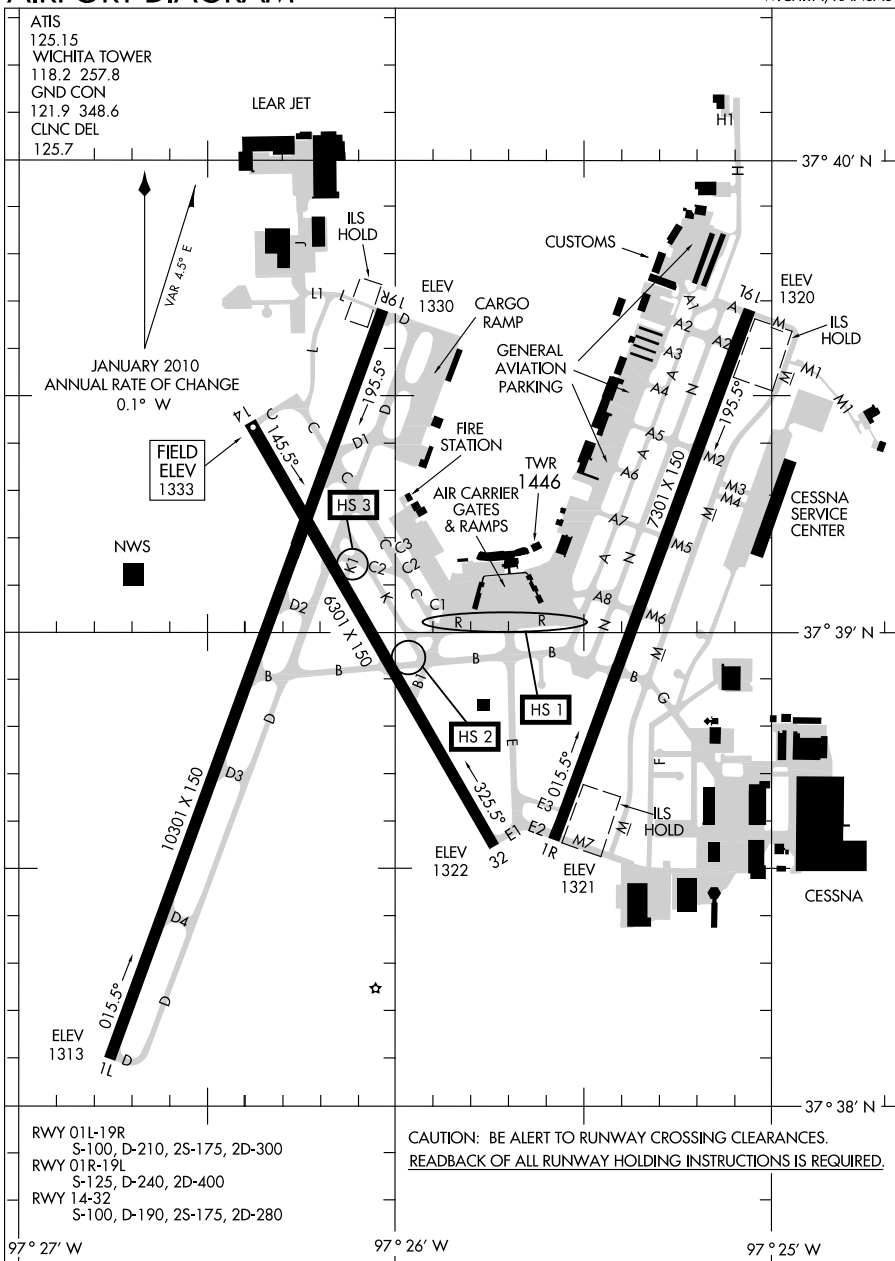 AIRPORT DIAGRAM
WICHITA, KANSAS
ATIS
125.15
WICHITA TOWER
118.2 257.8
GND CON
121.9 348.6
CLNC DEL
125.7
LEAR JET
H1
37° 40' N
H
VAR 4.5° E
ILS
HOLD
J
CUSTOMS
L1
L
19R
D
ELEV
1330
CARGO
RAMP
A1
A
19L
ELEV
1320
M
ILS
HOLD
A2
A2
L
JANUARY 2010
ANNUAL RATE OF CHANGE
0.1° W
GENERAL
AVIATION
PARKING
A3
A
N
A4
M1
M
M1
195.5°
195.5°
14
C
145.5°
C
D
D1
FIELD
ELEV
1333
FIRE
STATION
A5
A
A6
M2
C
HS 3
TWR
1446
AIR CARRIER
GATES
& RAMPS
7301 X 150
M3
M4
M
CESSNA
SERVICE
CENTER
A7
NWS
K1
C2
C
C3
C2
A
N
M5
K
C
C1
A8
D2
6301 X 150
R
R
N
M6
37° 39' N
M
B
B
B1
B
B
G
D
HS 2
HS 1
E
F
D3
10301 X 150
325.5°
015.5°
E3
ILS
HOLD
E1
E2
M7
M
ELEV
1322
32
1R
ELEV
1321
CESSNA
D4
D
015.5°
ELEV
1313
1L
D
37° 38' N
RWY 01L-19R
S-100, D-210, 2S-175, 2D-300
RWY 01R-19L
S-125, D-240, 2D-400
RWY 14-32
S-100, D-190, 2S-175, 2D-280
CAUTION: BE ALERT TO RUNWAY CROSSING CLEARANCES.
READBACK OF ALL RUNWAY HOLDING INSTRUCTIONS IS REQUIRED.
97° 27' W
97° 26' W
97° 25' W